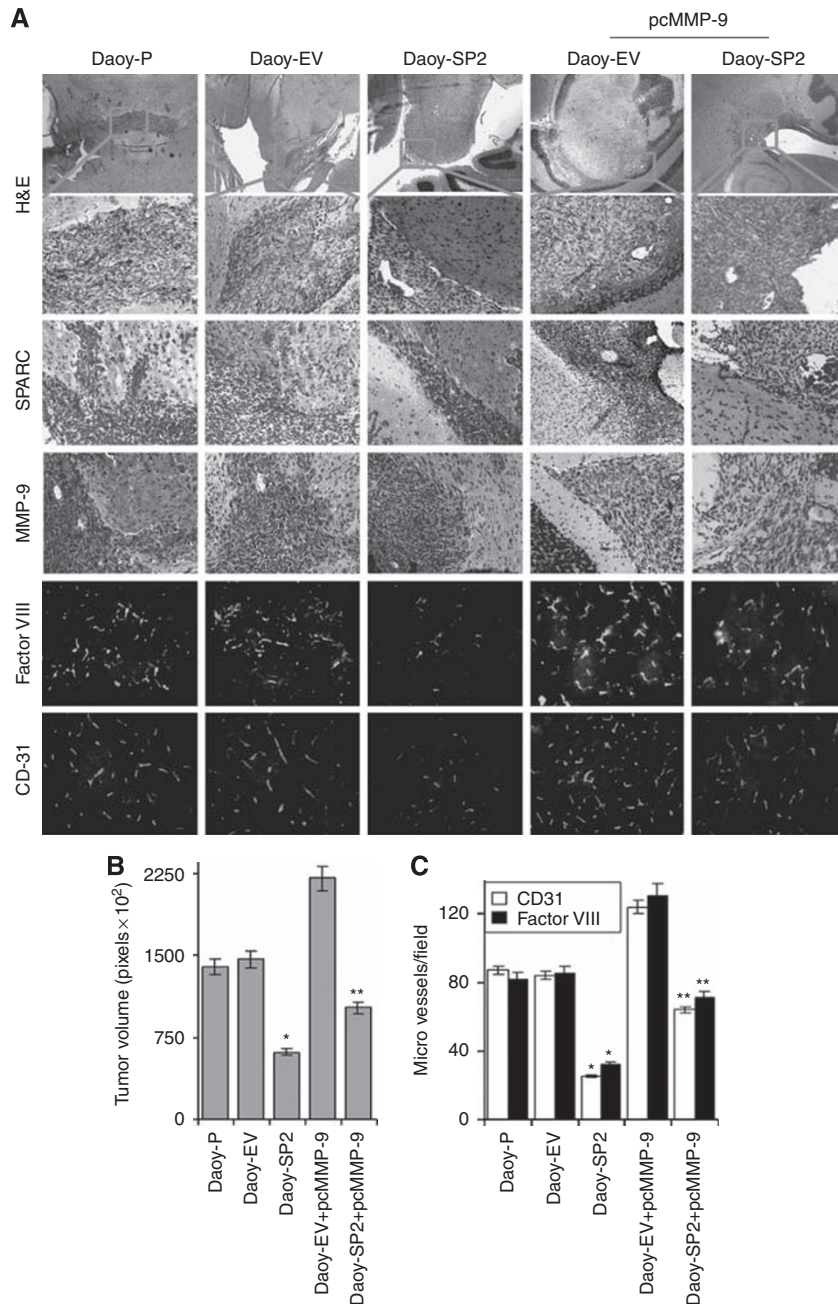 A
pcMMP-9
Daoy-P Daoy-EV Daoy-SP2 Daoy-EV Daoy-SP2
H&E
SPARC
MMP-9
Factor VIII
CD-31
B
Tumor volume (pixels×10²)
2250
1500
750
0
*
**
Daoy-P
Daoy-EV
Daoy-SP2
Daoy-EV+pcMMP-9
Daoy-SP2+pcMMP-9
C
Micro vessels/field
CD31
Factor VIII
120
80
40
0
* *
** **
Daoy-P
Daoy-EV
Daoy-SP2
Daoy-EV+pcMMP-9
Daoy-SP2+pcMMP-9